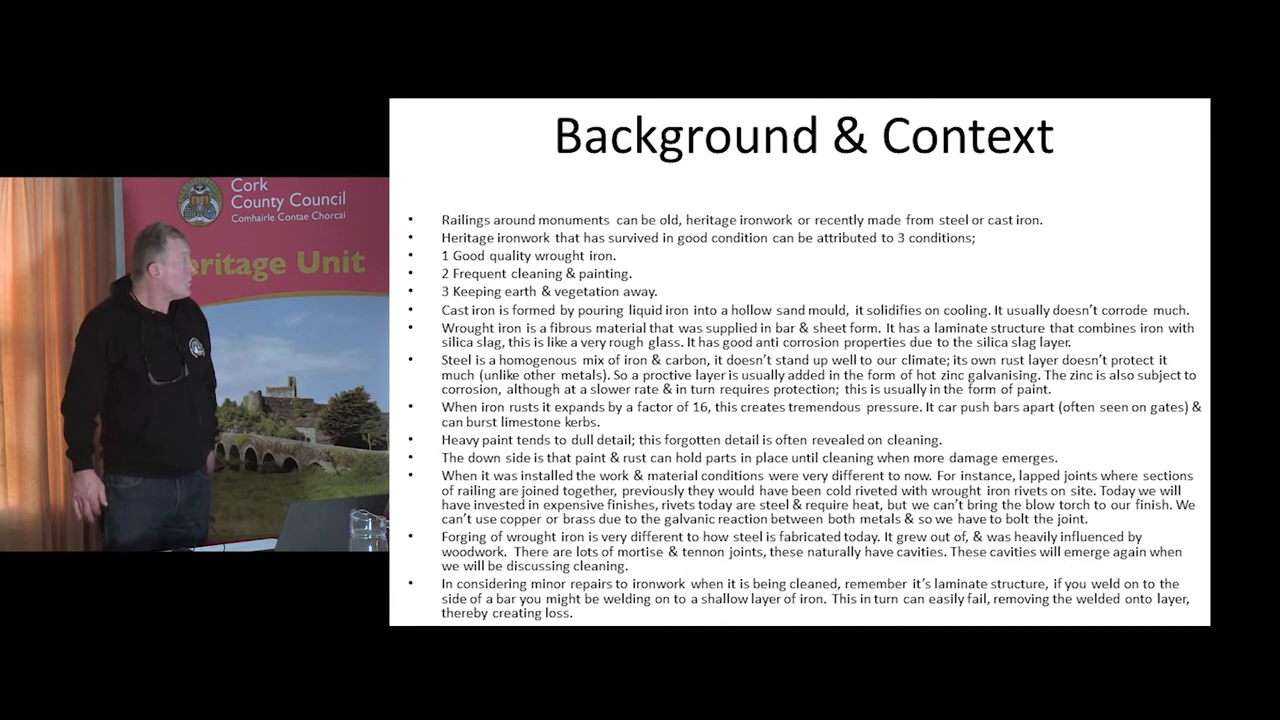 Cork
County Council
Comhairle Contae Chorcaí
eritage Unit
Background & Context
• Railings around monuments can be old, heritage ironwork or recently made from steel or cast iron.
• Heritage ironwork that has survived in good condition can be attributed to 3 conditions;
• 1 Good quality wrought iron.
• 2 Frequent cleaning & painting.
• 3 Keeping earth & vegetation away.
• Cast iron is formed by pouring liquid iron into a hollow sand mould, it solidifies on cooling. It usually doesn't corrode much.
• Wrought iron is a fibrous material that was supplied in bar & sheet form. It has a laminate structure that combines iron with
silica slag, this is like a very rough glass. It has good anti corrosion properties due to the silica slag layer.
• Steel is a homogenous mix of iron & carbon, it doesn't stand up well to our climate; its own rust layer doesn't protect it
much (unlike other metals). So a proctive layer is usually added in the form of hot zinc galvanising. The zinc is also subject to
corrosion, although at a slower rate & in turn requires protection; this is usually in the form of paint.
• When iron rusts it expands by a factor of 16, this creates tremendous pressure. It car push bars apart (often seen on gates) &
can burst limestone kerbs.
• Heavy paint tends to dull detail; this forgotten detail is often revealed on cleaning.
• The down side is that paint & rust can hold parts in place until cleaning when more damage emerges.
• When it was installed the work & material conditions were very different to now. For instance, lapped joints where sections
of railing are joined together, previously they would have been cold riveted with wrought iron rivets on site. Today we will
have invested in expensive finishes, rivets today are steel & require heat, but we can't bring the blow torch to our finish. We
can't use copper or brass due to the galvanic reaction between both metals & so we have to bolt the joint.
• Forging of wrought iron is very different to how steel is fabricated today. It grew out of, & was heavily influenced by
woodwork. There are lots of mortise & tennon joints, these naturally have cavities. These cavities will emerge again when
we will be discussing cleaning.
• In considering minor repairs to ironwork when it is being cleaned, remember it's laminate structure, if you weld on to the
side of a bar you might be welding on to a shallow layer of iron. This in turn can easily fail, removing the welded onto layer,
thereby creating loss.